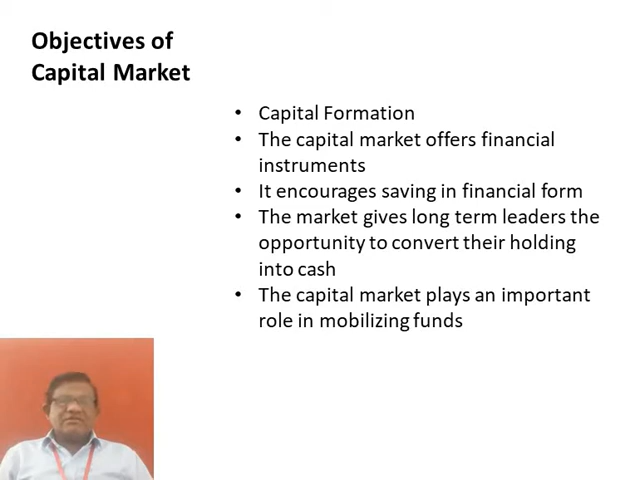 Objectives of
Capital Market
• Capital Formation
• The capital market offers financial
instruments
• It encourages saving in financial form
• The market gives long term leaders the
opportunity to convert their holding
into cash
• The capital market plays an important
role in mobilizing funds